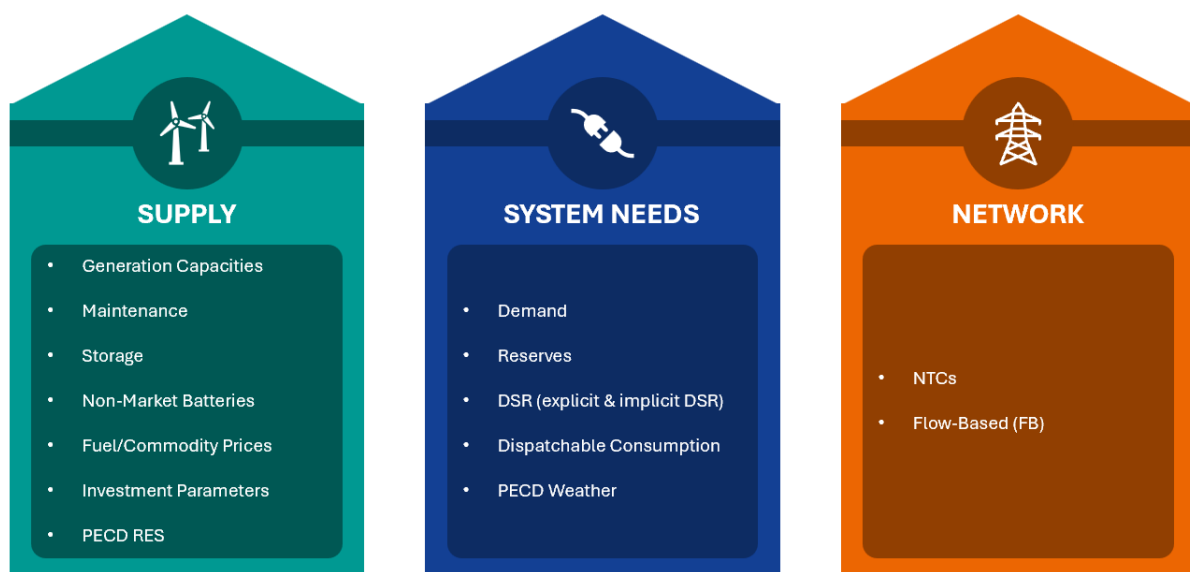 SUPPLY
• Generation Capacities
• Maintenance
• Storage
• Non-Market Batteries
• Fuel/Commodity Prices
• Investment Parameters
• PECD RES
SYSTEM NEEDS
• Demand
• Reserves
• DSR (explicit & implicit DSR)
• Dispatchable Consumption
• PECD Weather
NETWORK
• NTCs
• Flow-Based (FB)